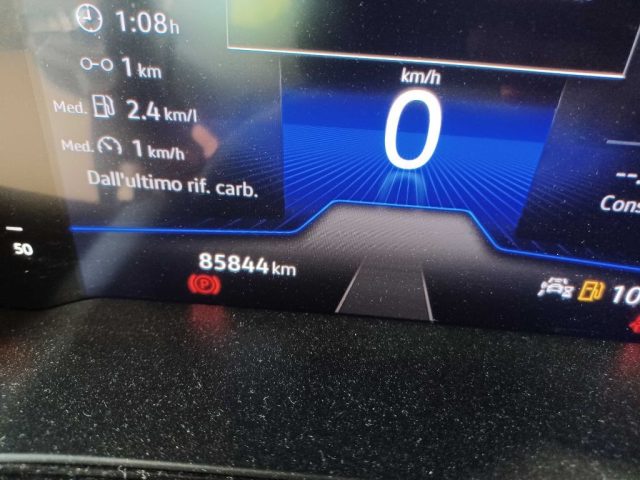 1:08 h
1 km
Med. 2.4 km/l
Med. 1 km/h
Dall'ultimo rif. carb.
km/h
0
50
85844 km
P
--
Cons
10